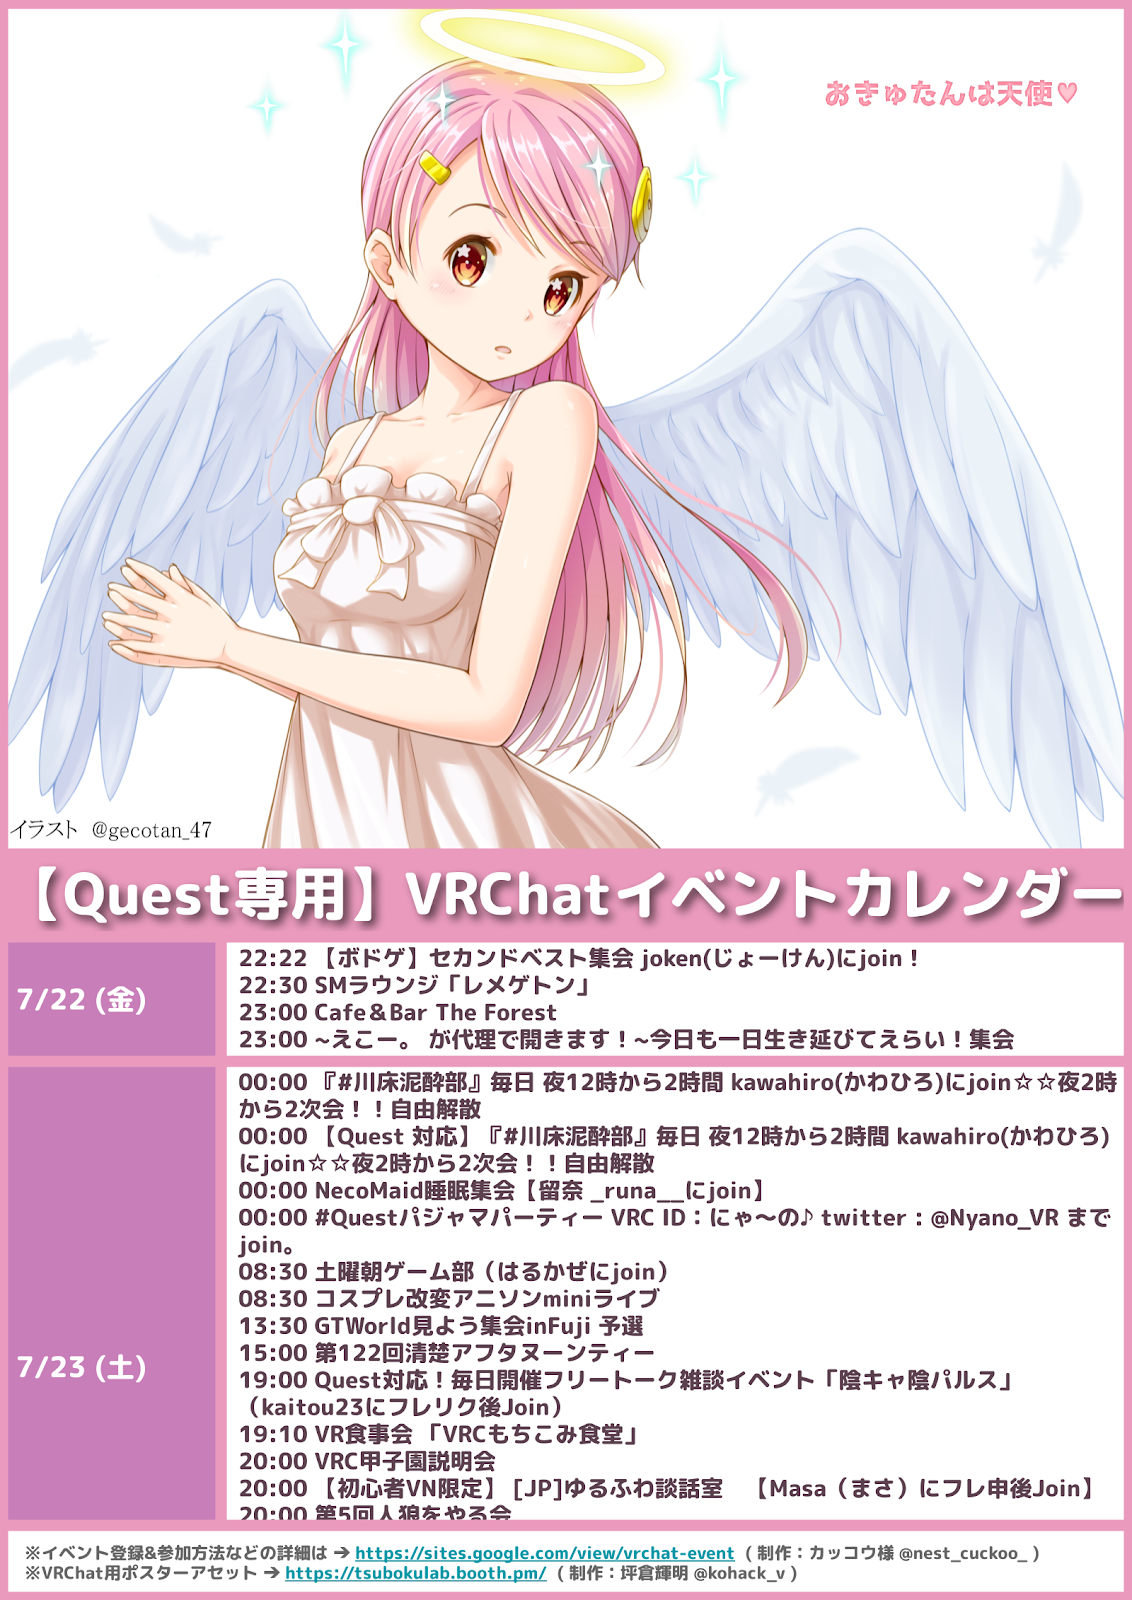 おきゅたんは天使♥
イラスト @gecotan_47
【Quest専用】VRChatイベントカレンダー
7/22 (金)
22:22 【ボドゲ】セカンドベスト集会 joken(じょーけん)にjoin！
22:30 SMラウンジ「レメゲトン」
23:00 Cafe＆Bar The Forest
23:00 ~えこー。 が代理で開きます！~今日も一日生き延びてえらい！集会
7/23 (土)
00:00 『#川床泥酔部』毎日 夜12時から2時間 kawahiro(かわひろ)にjoin☆☆夜2時
から2次会！！自由解散
00:00 【Quest 対応】『#川床泥酔部』毎日 夜12時から2時間 kawahiro(かわひろ)
にjoin☆☆夜2時から2次会！！自由解散
00:00 NecoMaid睡眠集会【留奈 _runa__にjoin】
00:00 #Questパジャマパーティー VRC ID：にゃ～の♪ twitter : @Nyano_VR まで
join。
08:30 土曜朝ゲーム部（はるかぜにjoin）
08:30 コスプレ改変アニソンminiライブ
13:30 GTWorld見よう集会inFuji 予選
15:00 第122回清楚アフタヌーンティー
19:00 Quest対応！毎日開催フリートーク雑談イベント「陰キャ陰パルス」
（kaitou23にフレリク後Join）
19:10 VR食事会 「VRCもちこみ食堂」
20:00 VRC甲子園説明会
20:00 【初心者VN限定】 [JP]ゆるふわ談話室 【Masa（まさ）にフレ申後Join】
20:00 第5回人狼をやる会
※イベント登録&参加方法などの詳細は ➔ https://sites.google.com/view/vrchat-event ( 制作：カッコウ様 @nest_cuckoo_ )
※VRChat用ポスターアセット ➔ https://tsubokulab.booth.pm/ ( 制作：坪倉輝明 @kohack_v )